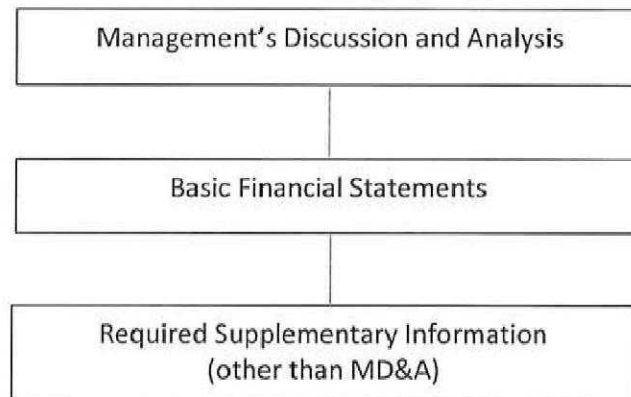 Management's Discussion and Analysis
Basic Financial Statements
Required Supplementary Information
(other than MD&A)